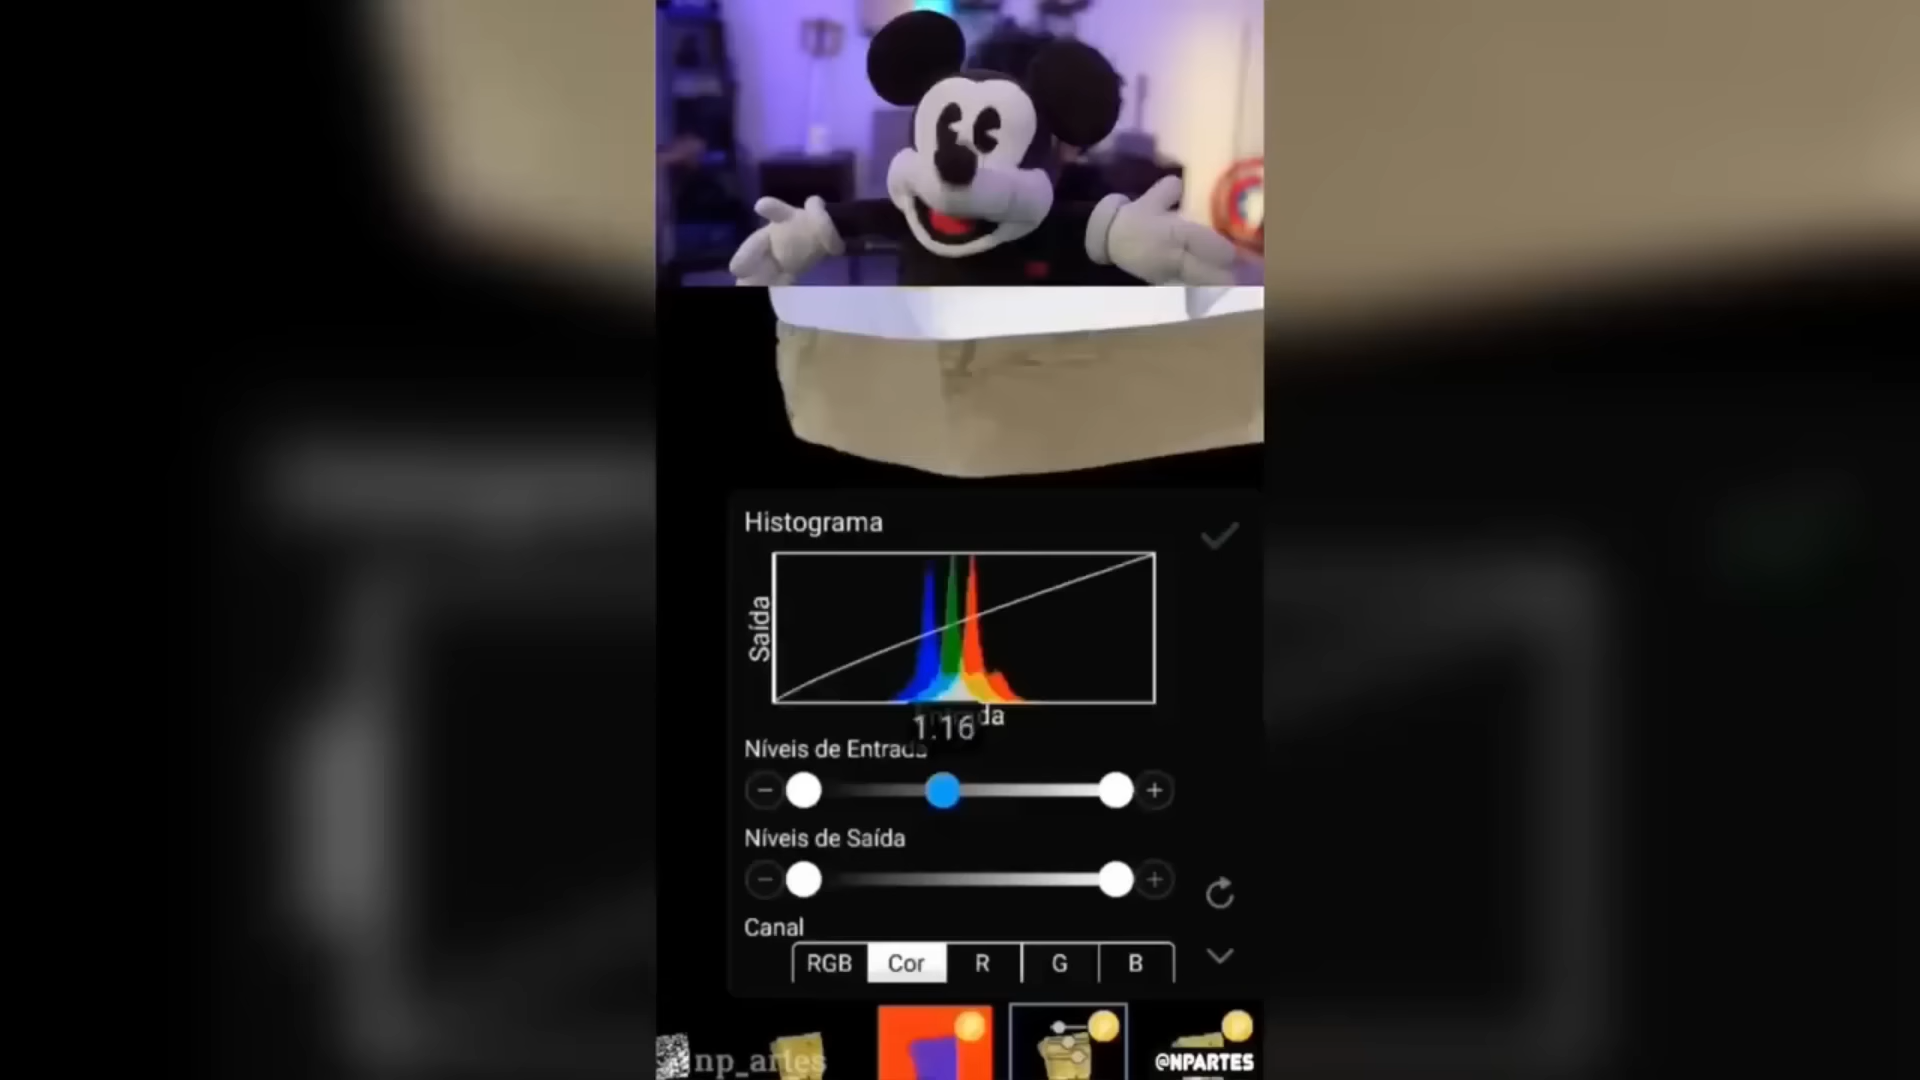 Histograma
Saída
1.16
Níveis de Entrada
Níveis de Saída
Canal
RGB Cor R G B
np_artes
@NPARTES